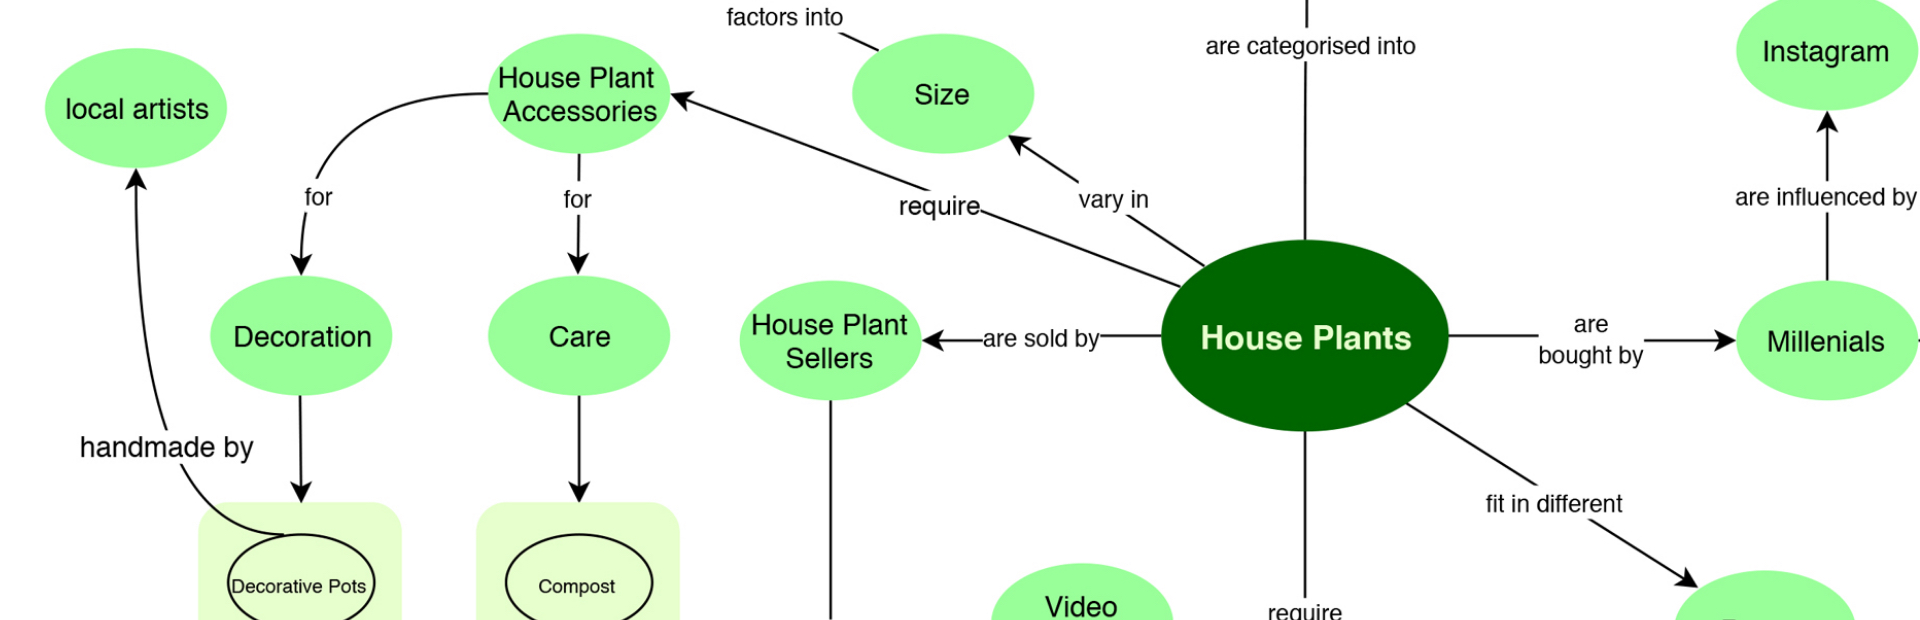 factors into
are categorised into
Instagram
local artists
House Plant
Accessories
Size
for
for
require
vary in
are influenced by
Decoration
Care
House Plant
Sellers
are sold by
House Plants
are
bought by
Millenials
handmade by
fit in different
Decorative Pots
Compost
Video
require